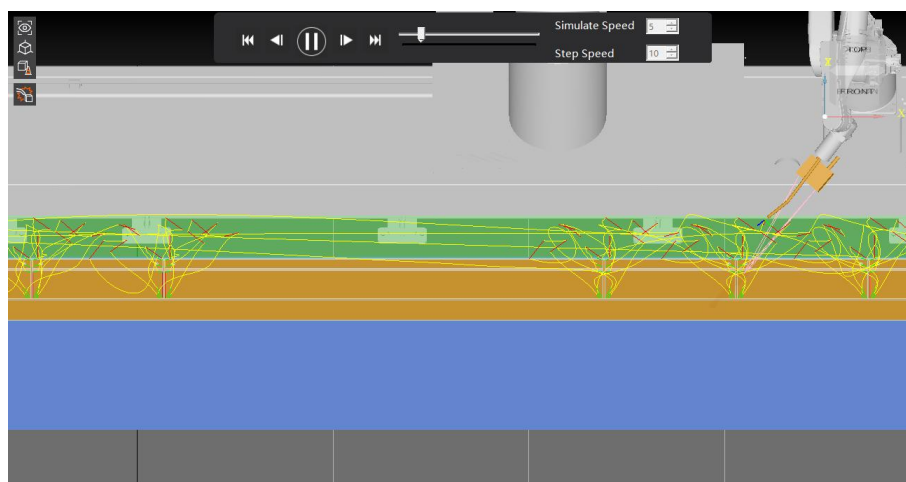 Simulate Speed 5
Step Speed 10
TOP
Z
FRONT
X